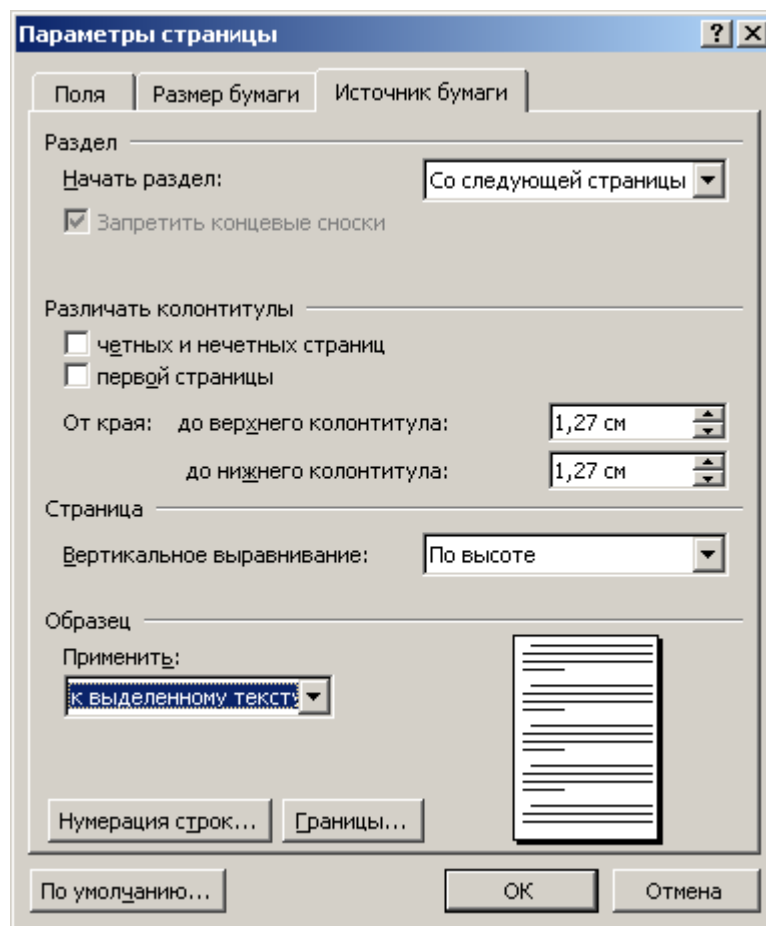 Параметры страницы
Поля Размер бумаги Источник бумаги
Раздел
Начать раздел: Со следующей страницы
Запретить концевые сноски
Различать колонтитулы
четных и нечетных страниц
первой страницы
От края: до верхнего колонтитула: 1,27 см
до нижнего колонтитула: 1,27 см
Страница
Вертикальное выравнивание: По высоте
Образец
Применить:
к выделенному тексту
Нумерация строк... Границы...
По умолчанию... ОК Отмена